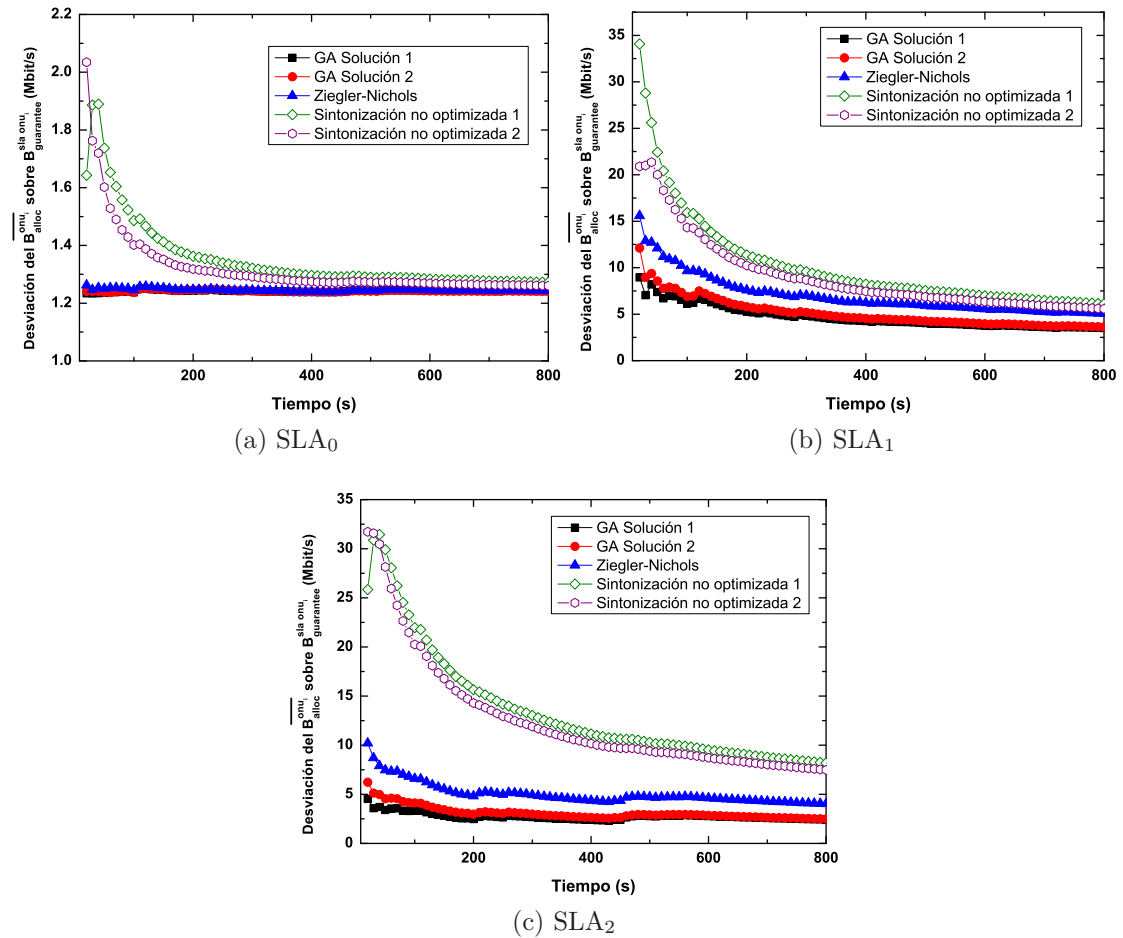 Desviación del B_alloc^onu_i sobre B_guarantee^sla onu_i (Mbit/s)
2.2
2.0
1.8
1.6
1.4
1.2
1.0
GA Solución 1
GA Solución 2
Ziegler-Nichols
Sintonización no optimizada 1
Sintonización no optimizada 2
200
400
600
800
Tiempo (s)
(a) SLA₀
Desviación del B_alloc^onu_i sobre B_guarantee^sla onu_i (Mbit/s)
35
30
25
20
15
10
5
0
GA Solución 1
GA Solución 2
Ziegler-Nichols
Sintonización no optimizada 1
Sintonización no optimizada 2
200
400
600
800
Tiempo (s)
(b) SLA₁
Desviación del B_alloc^onu_i sobre B_guarantee^sla onu_i (Mbit/s)
35
30
25
20
15
10
5
0
GA Solución 1
GA Solución 2
Ziegler-Nichols
Sintonización no optimizada 1
Sintonización no optimizada 2
200
400
600
800
Tiempo (s)
(c) SLA₂